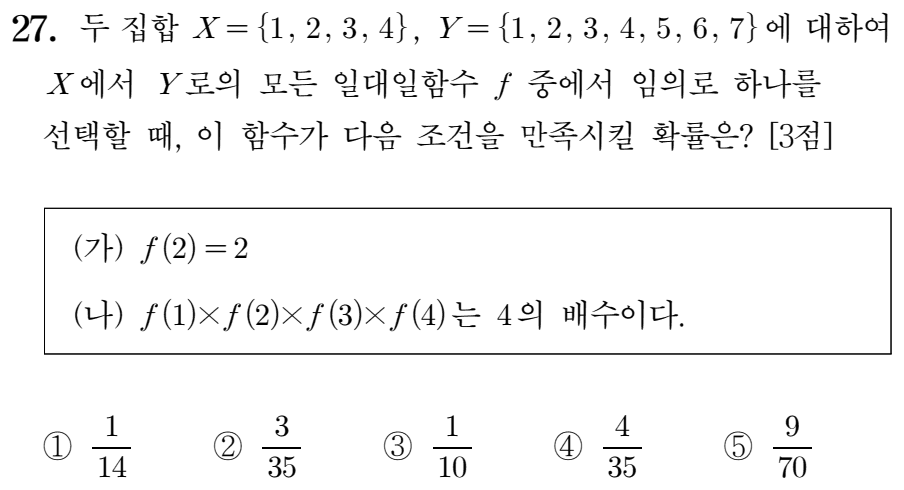 27. 두 집합 X={1, 2, 3, 4}, Y={1, 2, 3, 4, 5, 6, 7}에 대하여
X에서 Y로의 모든 일대일함수 f 중에서 임의로 하나를
선택할 때, 이 함수가 다음 조건을 만족시킬 확률은? [3점]
(가) f(2)=2
(나) f(1)×f(2)×f(3)×f(4)는 4의 배수이다.
① 1/14 ② 3/35 ③ 1/10 ④ 4/35 ⑤ 9/70